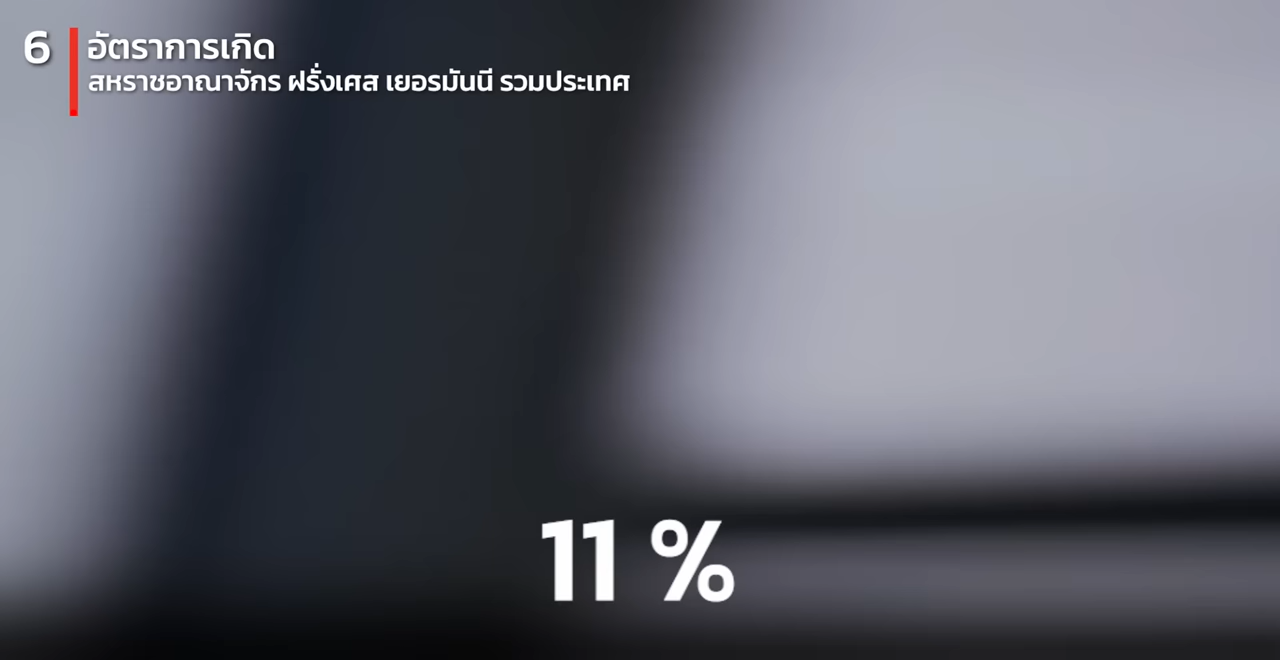 6
อัตราการเกิด
สหราชอาณาจักร ฝรั่งเศส เยอรมันนี รวมประเทศ
11 %